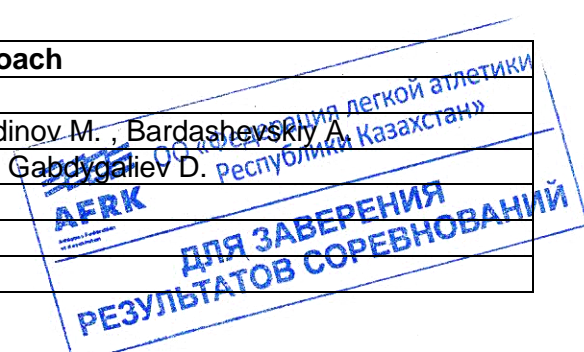 oach
dinov M. , Bardashevskiy A.
Gabdygaliev D.
ОО «Федерация легкой атлетики
Республики Казахстан»
AFRK
ДЛЯ ЗАВЕРЕНИЯ
РЕЗУЛЬТАТОВ СОРЕВНОВАНИЙ